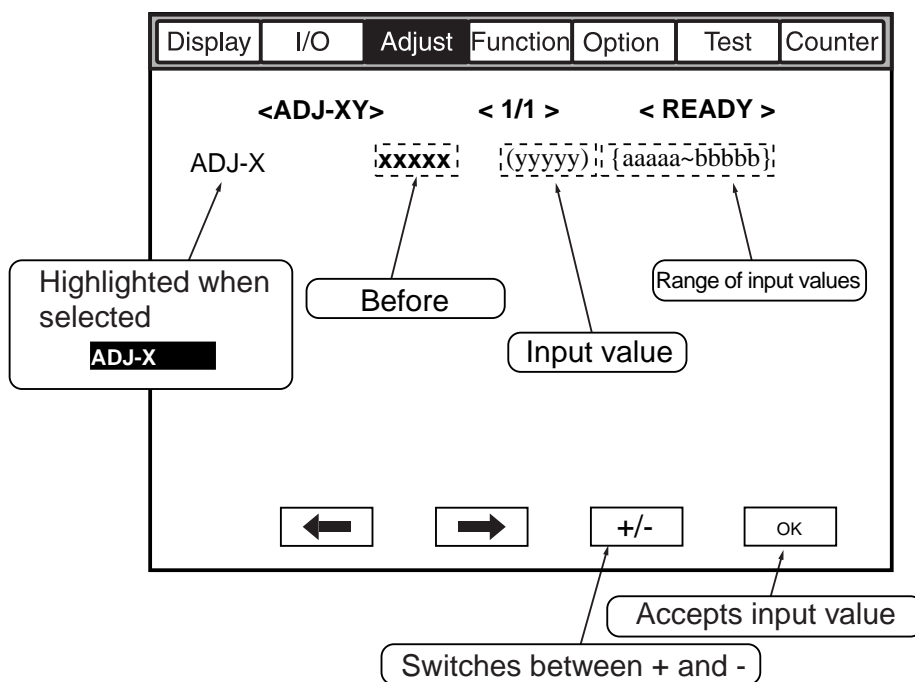 Display I/O Adjust Function Option Test Counter
<ADJ-XY> < 1/1 > < READY >
ADJ-X xxxxx (yyyyy) {aaaaa~bbbbb}
Highlighted when
selected
ADJ-X
Before
Range of input values
Input value
+/- OK
Accepts input value
Switches between + and -